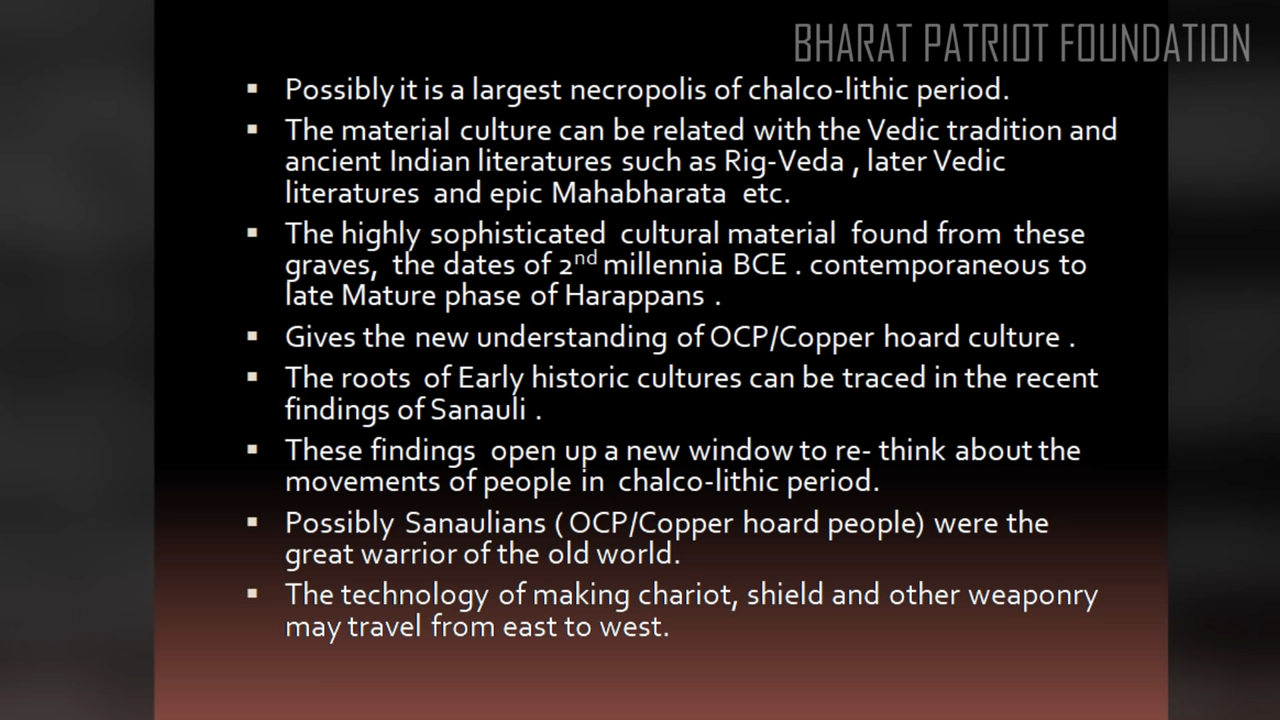 BHARAT PATRIOT FOUNDATION
▪ Possibly it is a largest necropolis of chalco-lithic period.
▪ The material culture can be related with the Vedic tradition and
ancient Indian literatures such as Rig-Veda , later Vedic
literatures and epic Mahabharata etc.
▪ The highly sophisticated cultural material found from these
graves, the dates of 2nd millennia BCE . contemporaneous to
late Mature phase of Harappans .
▪ Gives the new understanding of OCP/Copper hoard culture .
▪ The roots of Early historic cultures can be traced in the recent
findings of Sanauli .
▪ These findings open up a new window to re- think about the
movements of people in chalco-lithic period.
▪ Possibly Sanaulians ( OCP/Copper hoard people) were the
great warrior of the old world.
▪ The technology of making chariot, shield and other weaponry
may travel from east to west.